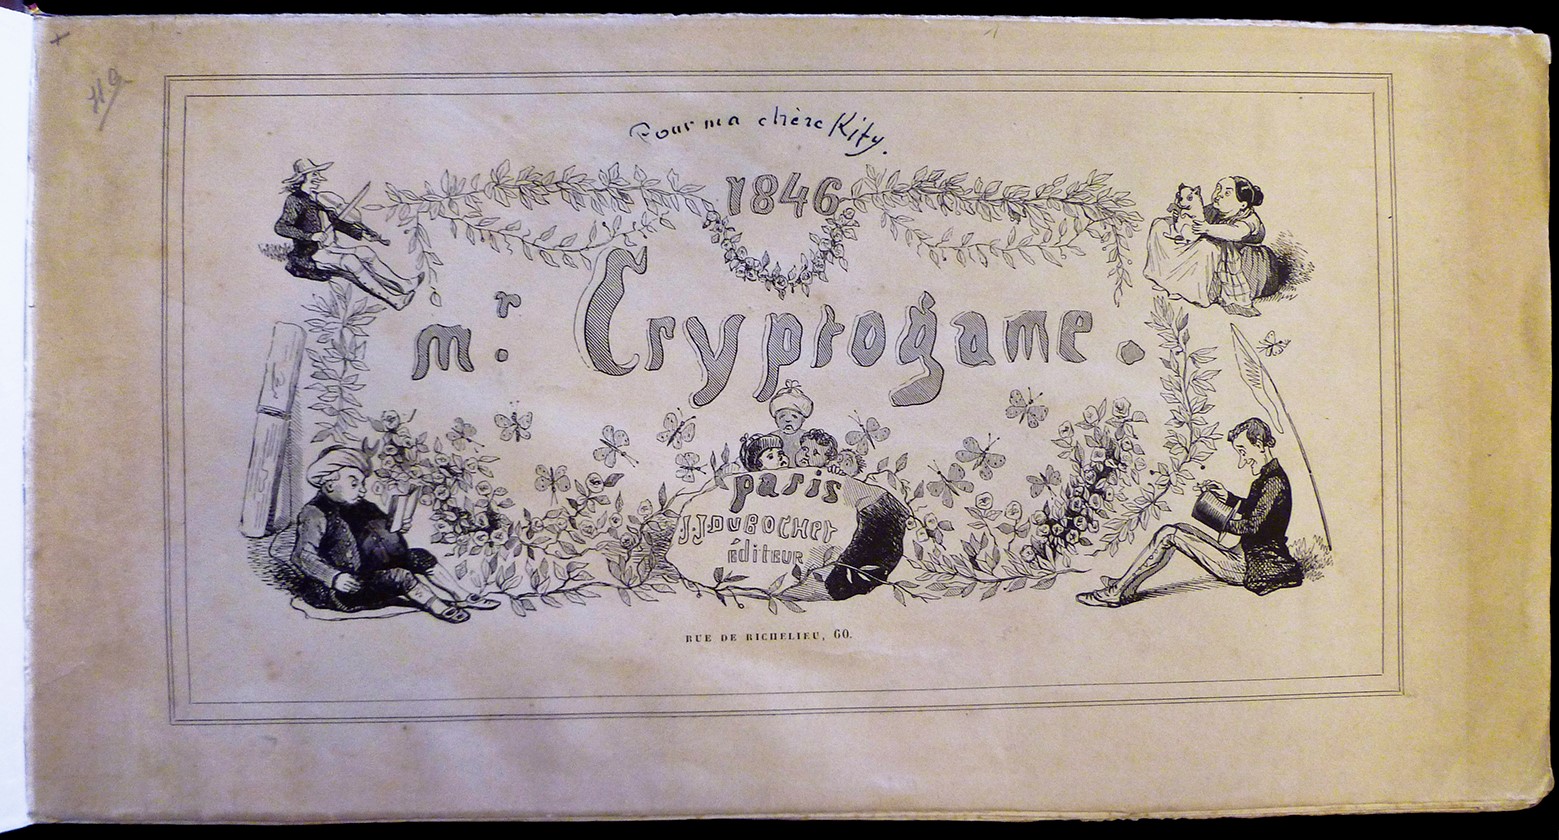 Pour ma chère Kity.
1846
mr: Cryptogame.
paris
J.J. DUBOCHET
éditEUR
RUE DE RICHELIEU, 60.